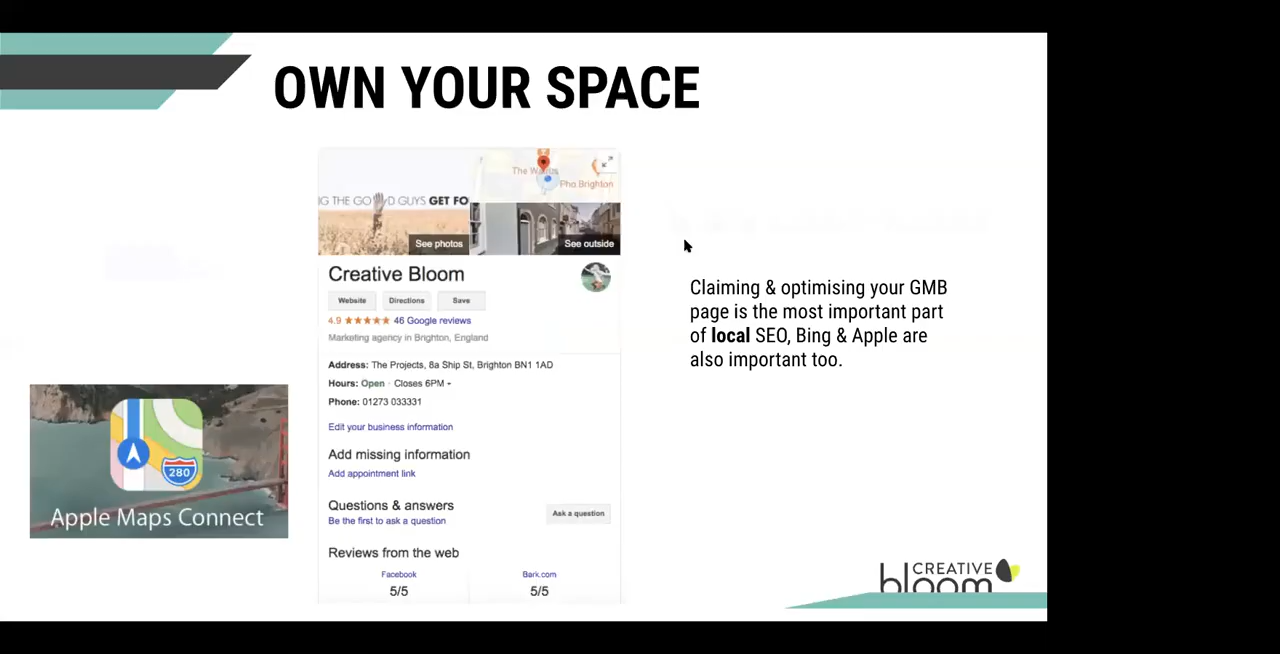 OWN YOUR SPACE
The W
Pho Brighton
G THE GO D GUYS GET FO
See photos
See outside
Creative Bloom
Website
Directions
Save
4.9 ★★★★★ 46 Google reviews
Marketing agency in Brighton, England
Address: The Projects, 8a Ship St, Brighton BN1 1AD
Hours: Open · Closes 6PM
Phone: 01273 033331
Edit your business information
Add missing information
Add appointment link
Questions & answers
Be the first to ask a question
Ask a question
Reviews from the web
Facebook
Bark.com
5/5
5/5
280
Apple Maps Connect
Claiming & optimising your GMB
page is the most important part
of local SEO, Bing & Apple are
also important too.
CREATIVE
bloom